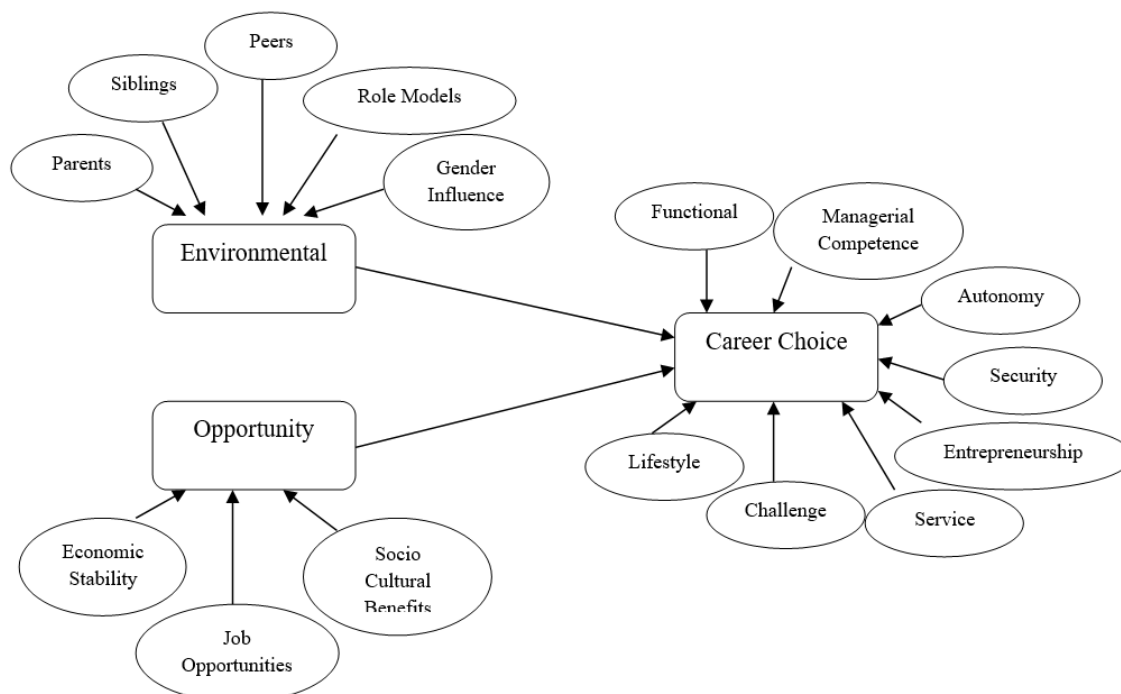 Peers
Siblings
Role Models
Parents
Gender
Influence
Environmental
Functional
Managerial
Competence
Autonomy
Career Choice
Security
Opportunity
Entrepreneurship
Lifestyle
Challenge
Service
Economic
Stability
Socio
Cultural
Benefits
Job
Opportunities